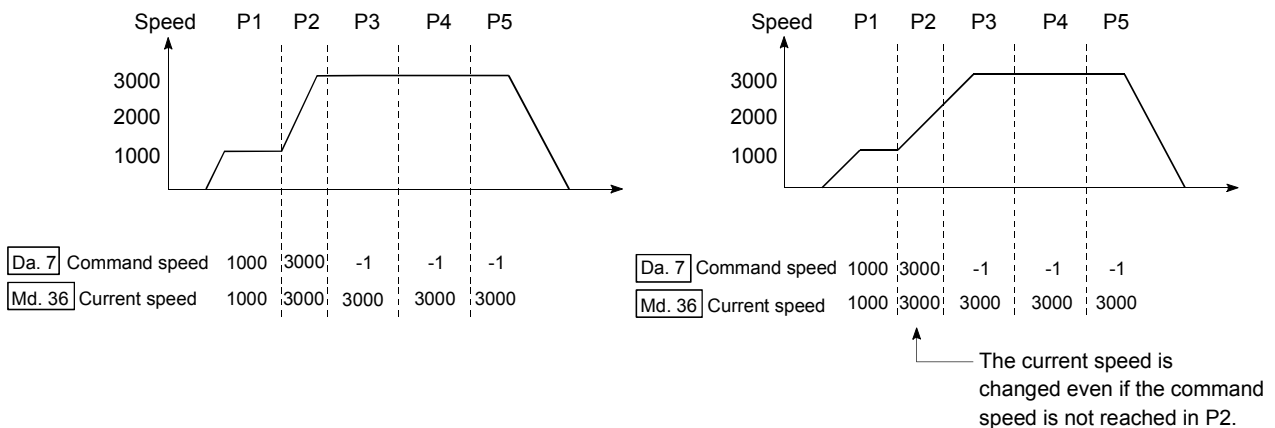 Speed P1 P2 P3 P4 P5
3000
2000
1000
Da. 7 Command speed 1000 3000 -1 -1 -1
Md. 36 Current speed 1000 3000 3000 3000 3000
Speed P1 P2 P3 P4 P5
3000
2000
1000
Da. 7 Command speed 1000 3000 -1 -1 -1
Md. 36 Current speed 1000 3000 3000 3000 3000
The current speed is
changed even if the command
speed is not reached in P2.